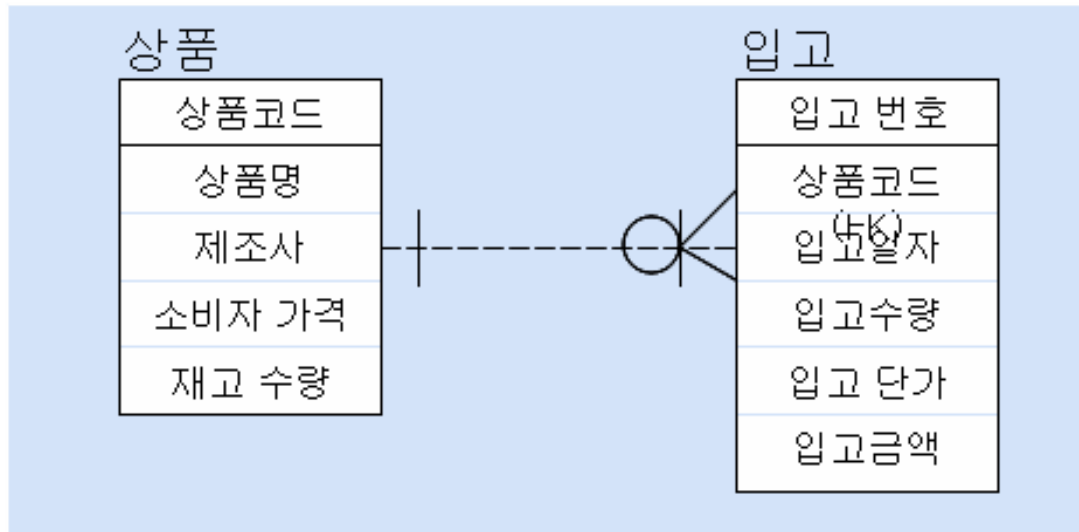 상품
상품코드
상품명
제조사
소비자 가격
재고 수량
입고
입고 번호
상품코드
(FK)
입고일자
입고수량
입고 단가
입고금액